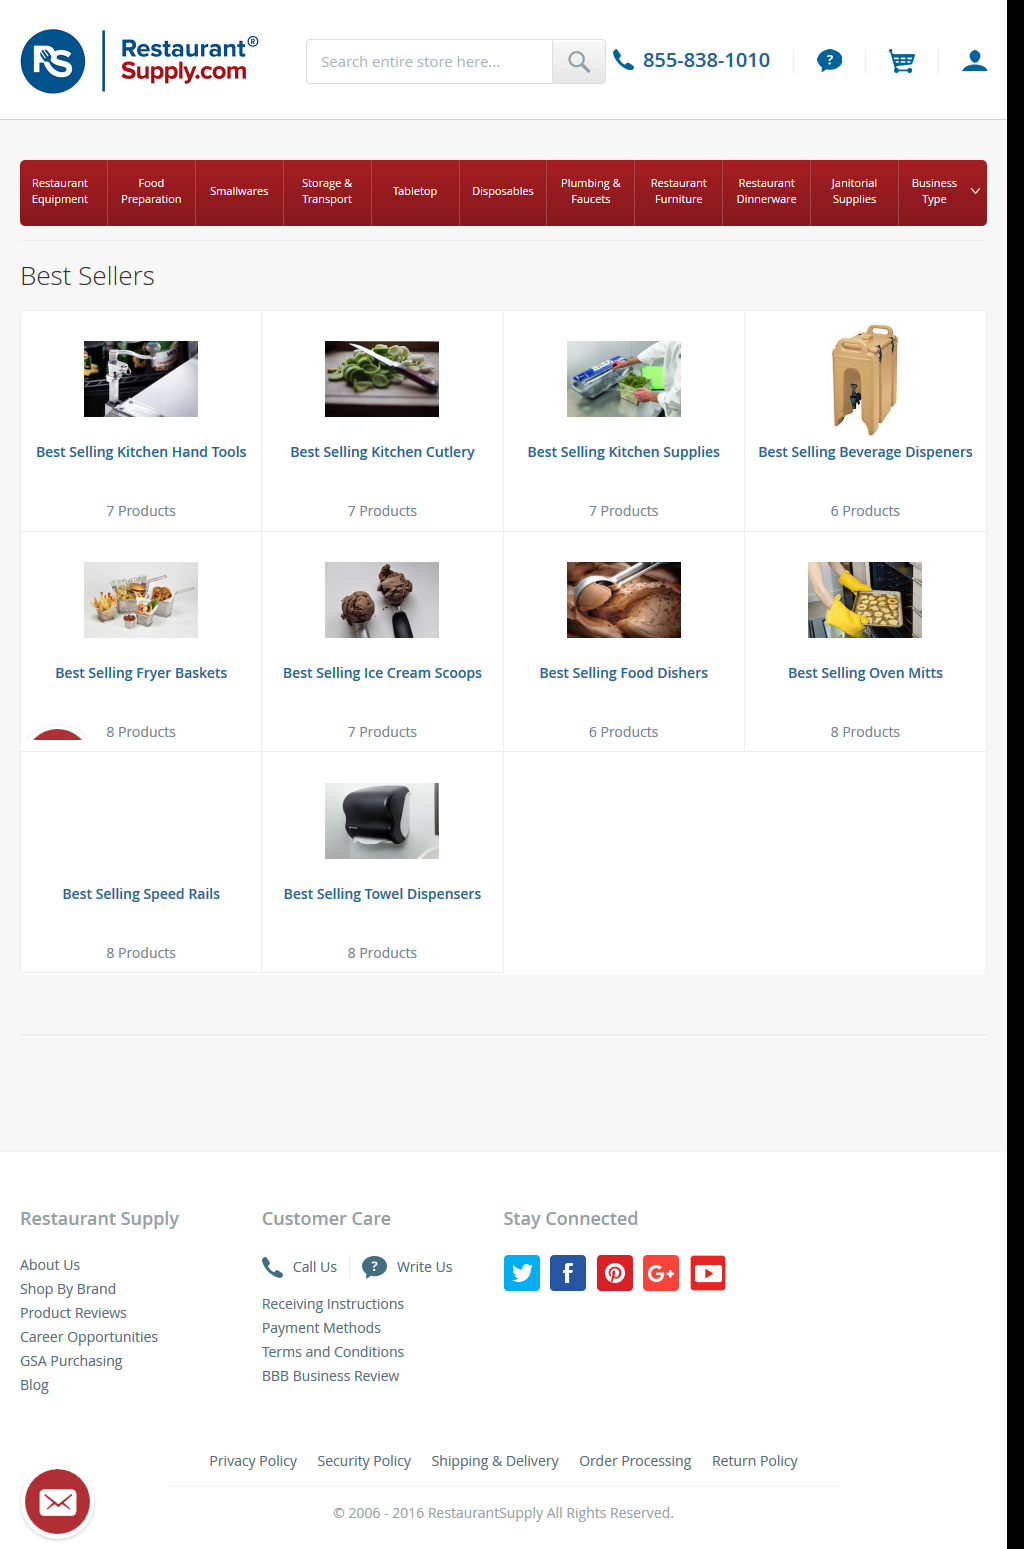 RS Restaurant®
Supply.com
Search entire store here...
855-838-1010
?
Restaurant Equipment
Food Preparation
Smallwares
Storage & Transport
Tabletop
Disposables
Plumbing & Faucets
Restaurant Furniture
Restaurant Dinnerware
Janitorial Supplies
Business Type
Best Sellers
Best Selling Kitchen Hand Tools
7 Products
Best Selling Kitchen Cutlery
7 Products
Best Selling Kitchen Supplies
7 Products
Best Selling Beverage Dispeners
6 Products
Best Selling Fryer Baskets
8 Products
Best Selling Ice Cream Scoops
7 Products
Best Selling Food Dishers
6 Products
Best Selling Oven Mitts
8 Products
Best Selling Speed Rails
8 Products
Best Selling Towel Dispensers
8 Products
Restaurant Supply
About Us
Shop By Brand
Product Reviews
Career Opportunities
GSA Purchasing
Blog
Customer Care
Call Us
? Write Us
Receiving Instructions
Payment Methods
Terms and Conditions
BBB Business Review
Stay Connected
f
G+
Privacy Policy Security Policy Shipping & Delivery Order Processing Return Policy
© 2006 - 2016 RestaurantSupply All Rights Reserved.